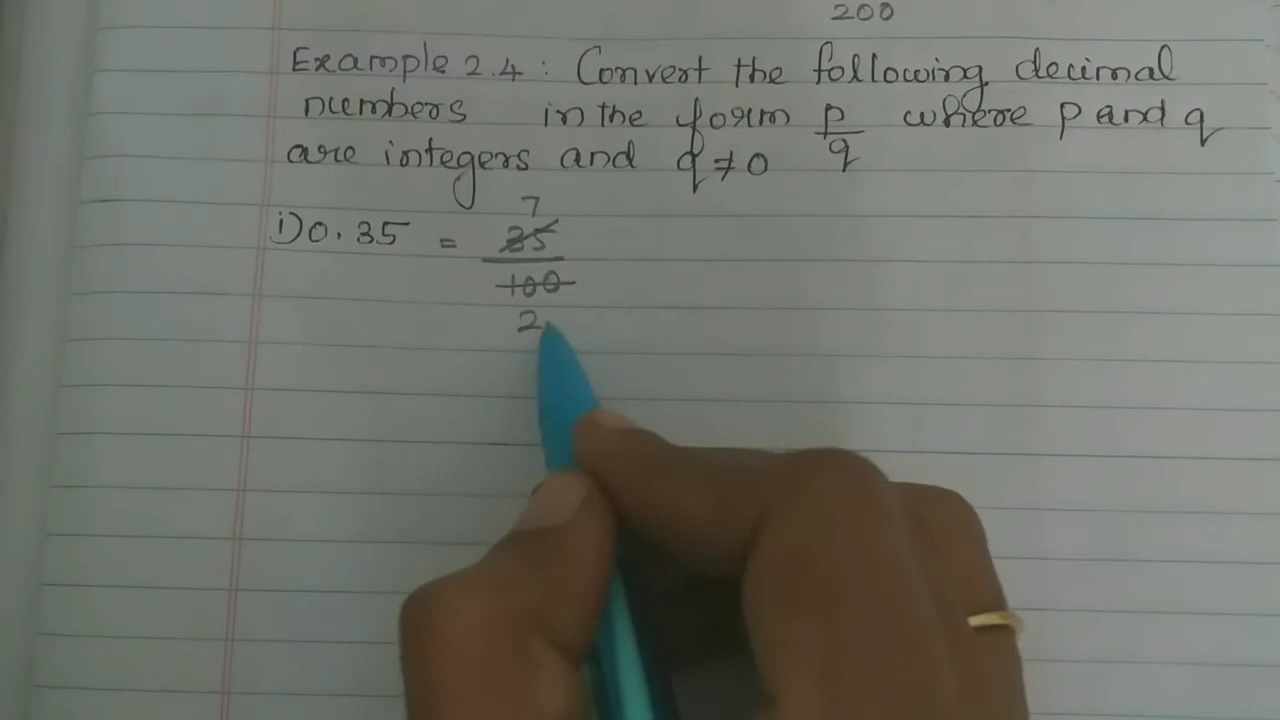 200
Example 2.4 : Convert the following decimal
numbers in the form p/q where p and q
are integers and q ≠ 0
i) 0.35 = 35/100
7
2